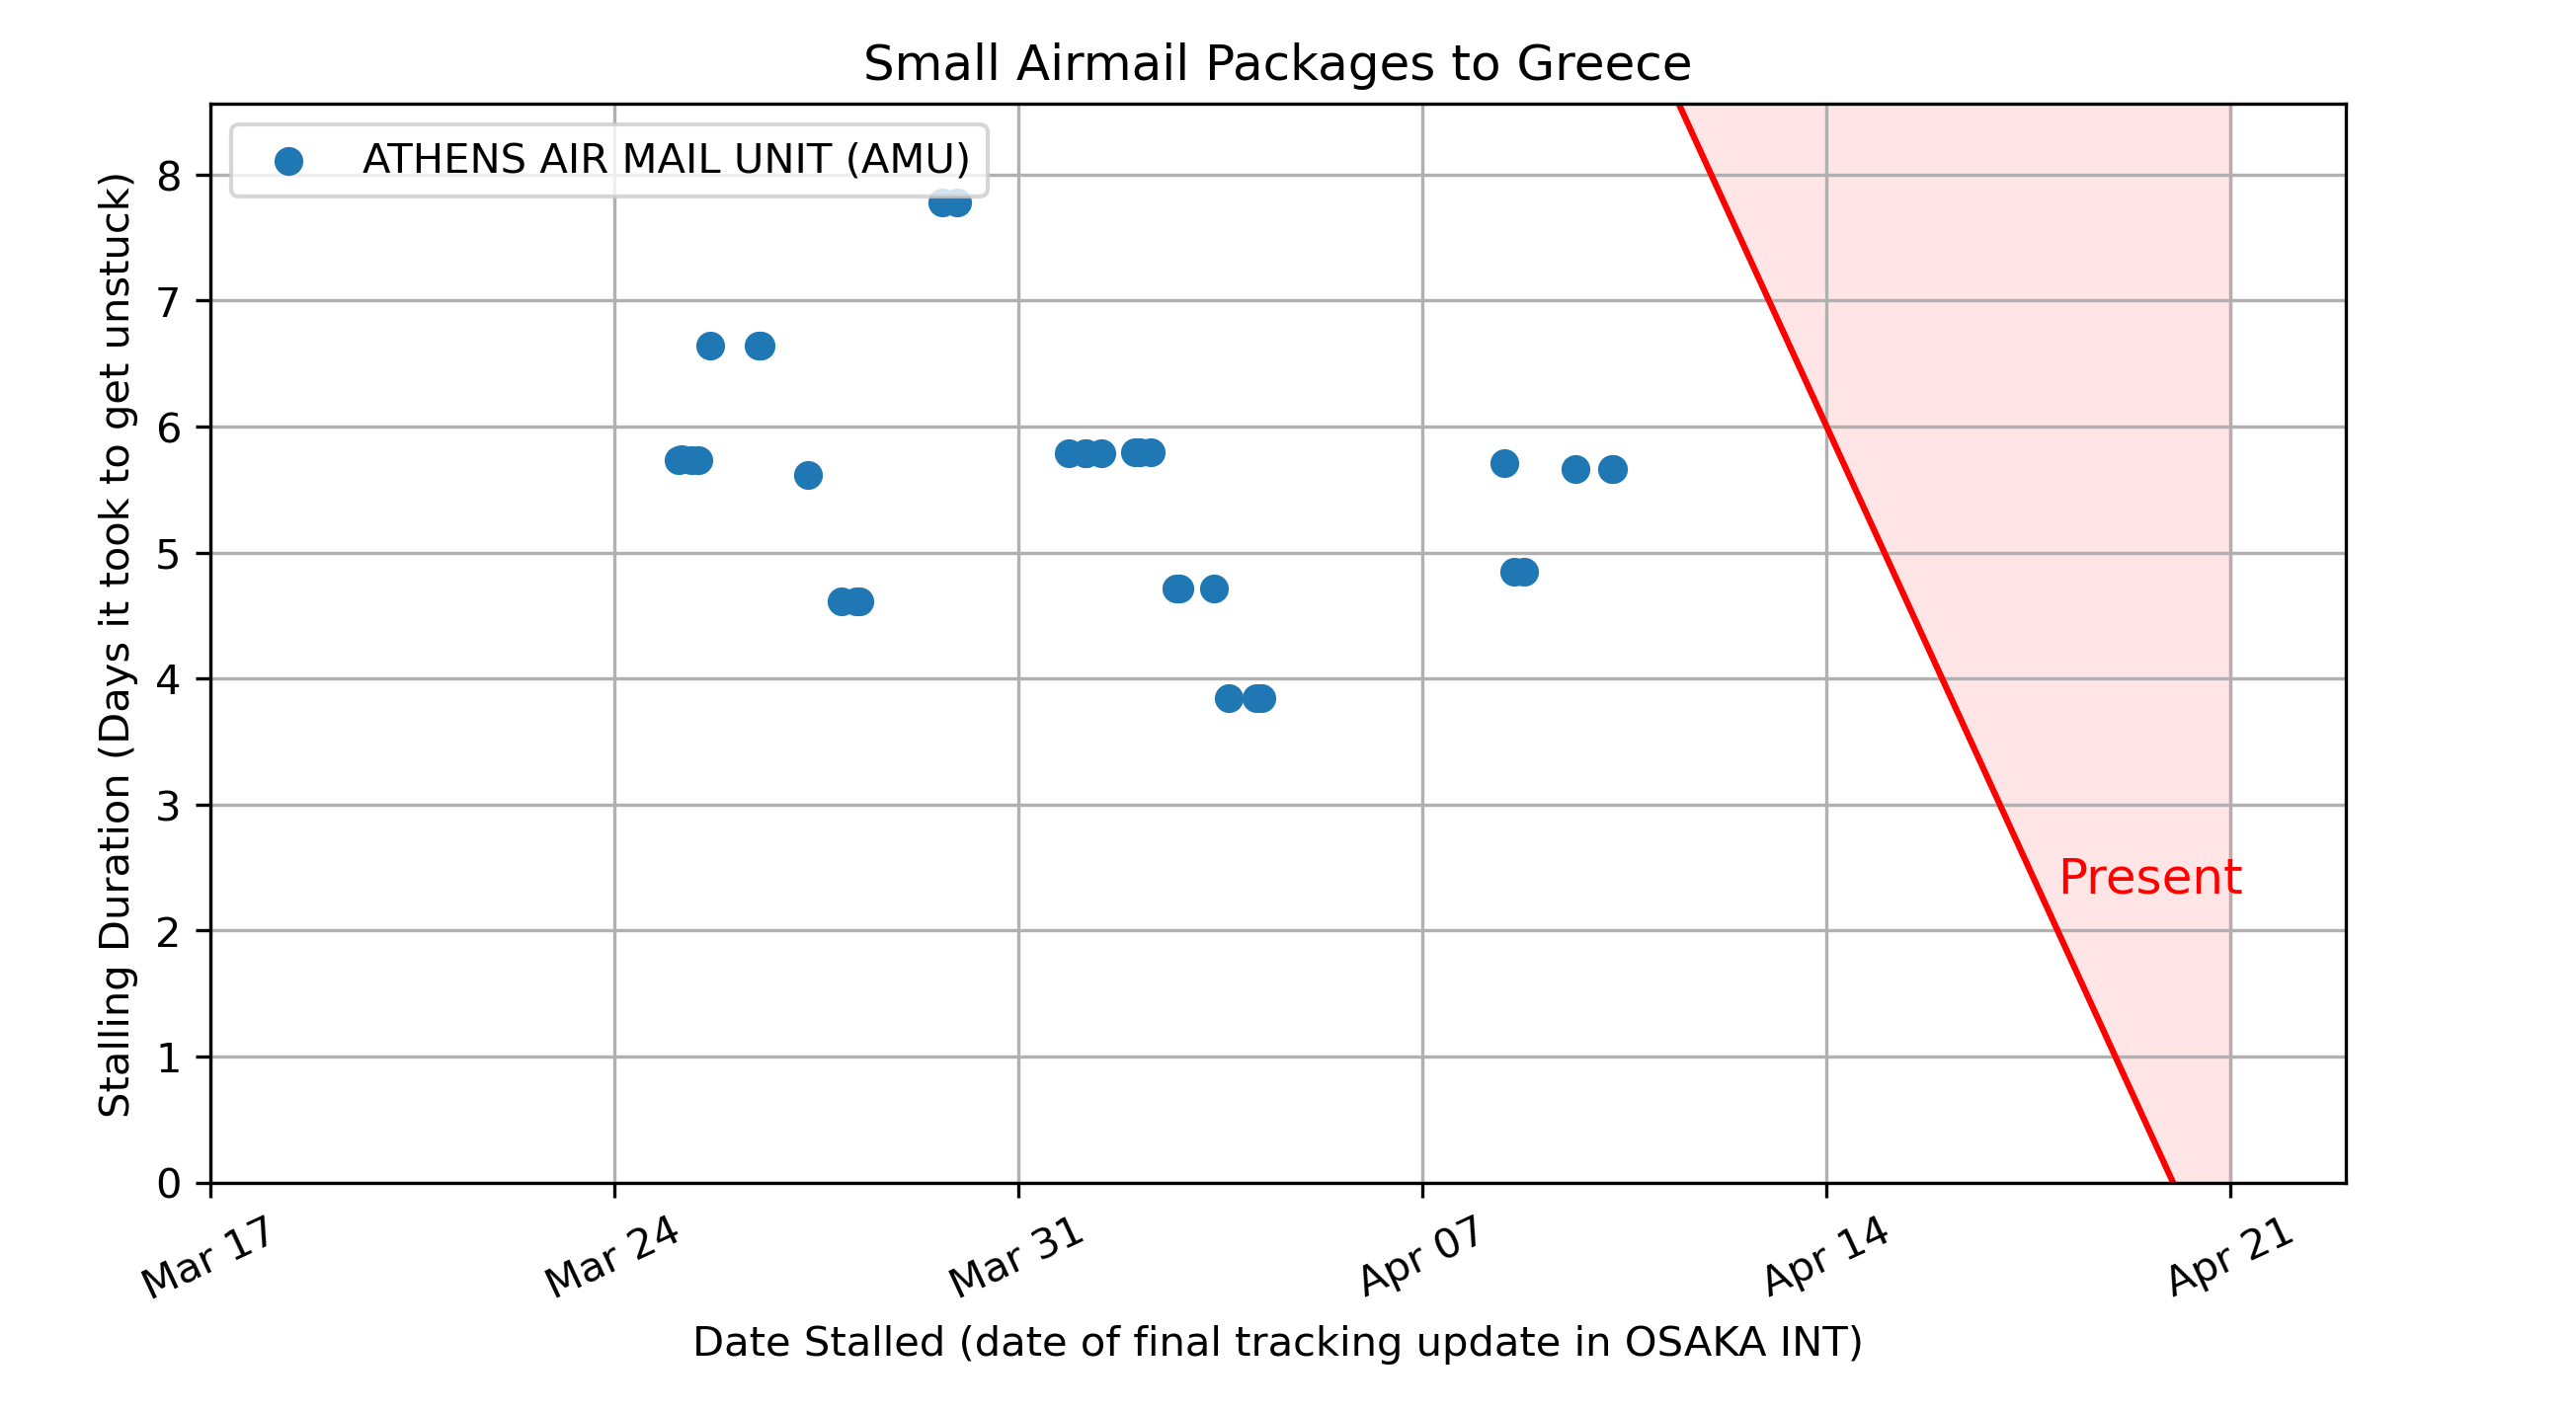 Small Airmail Packages to Greece
ATHENS AIR MAIL UNIT (AMU)
Stalling Duration (Days it took to get unstuck)
8
7
6
5
4
3
2
1
0
Present
Mar 17
Mar 24
Mar 31
Apr 07
Apr 14
Apr 21
Date Stalled (date of final tracking update in OSAKA INT)